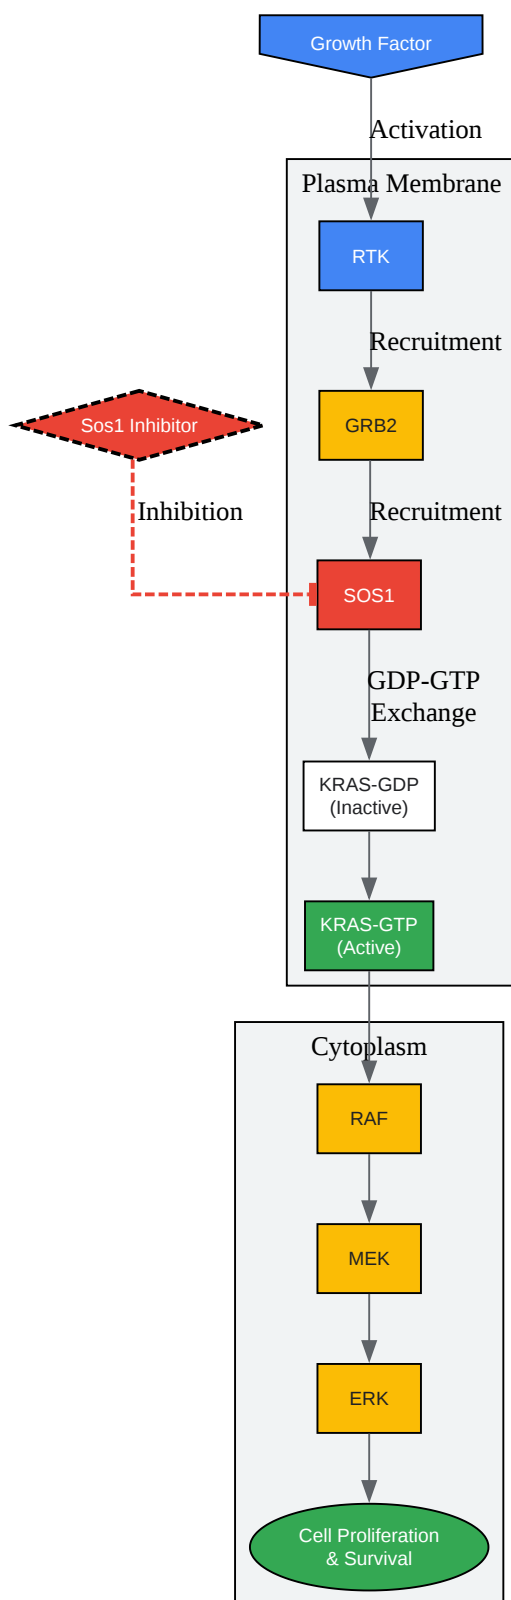 Growth Factor
Activation
Plasma Membrane
RTK
Recruitment
GRB2
Sos1 Inhibitor
Inhibition
Recruitment
SOS1
GDP-GTP
Exchange
KRAS-GDP
(Inactive)
KRAS-GTP
(Active)
Cytoplasm
RAF
MEK
ERK
Cell Proliferation
& Survival